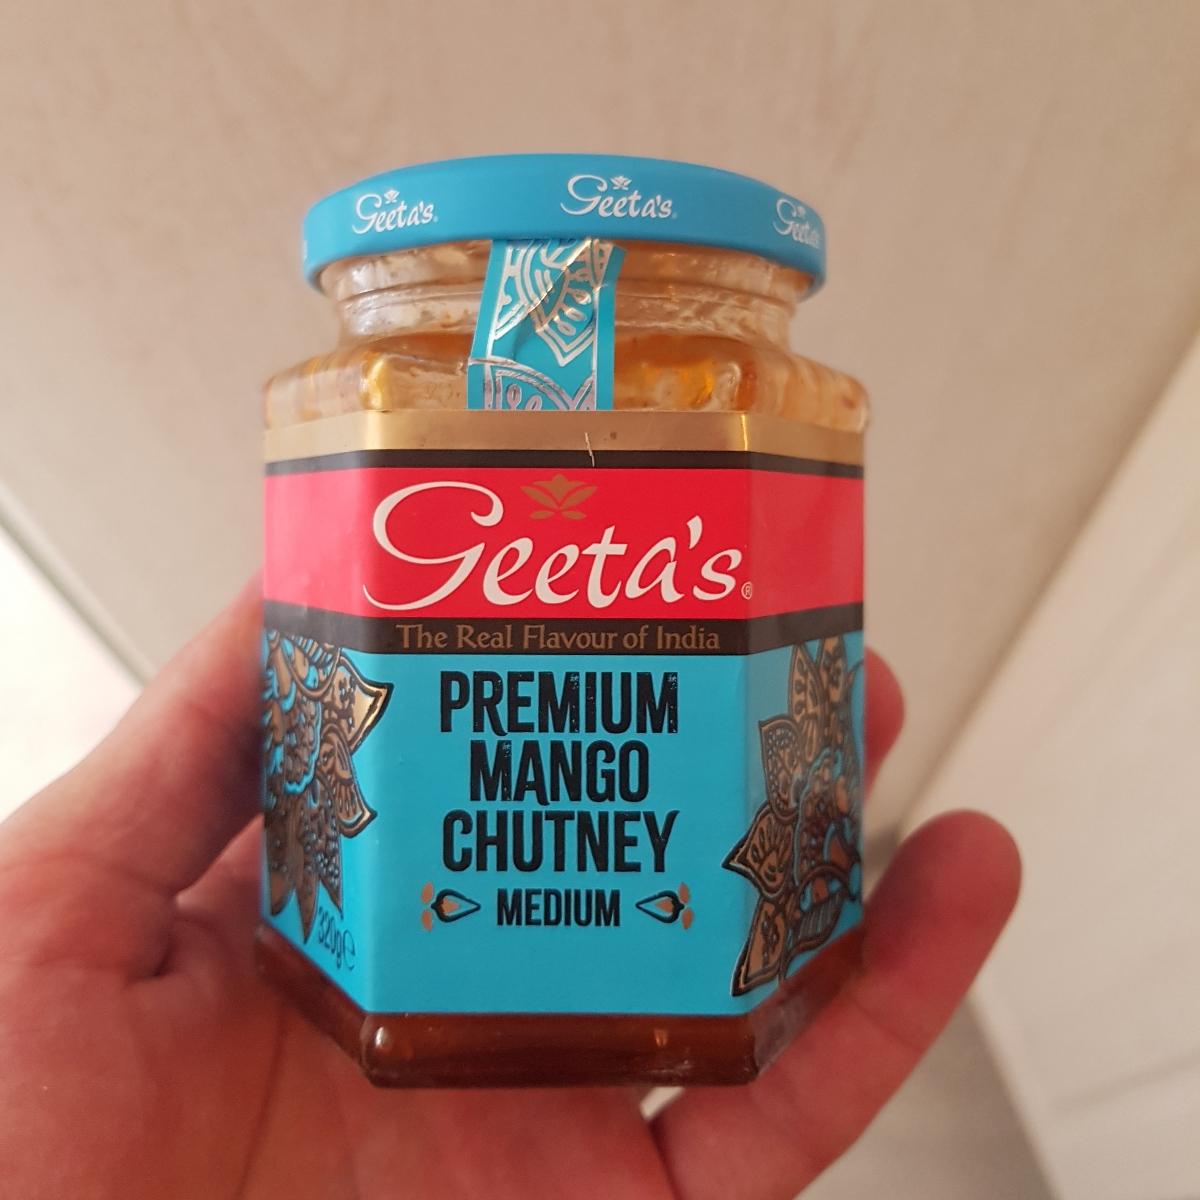 Geeta's
Geeta's
Geeta's
Geeta's®
The Real Flavour of India
PREMIUM
MANGO
CHUTNEY
MEDIUM
320g℮